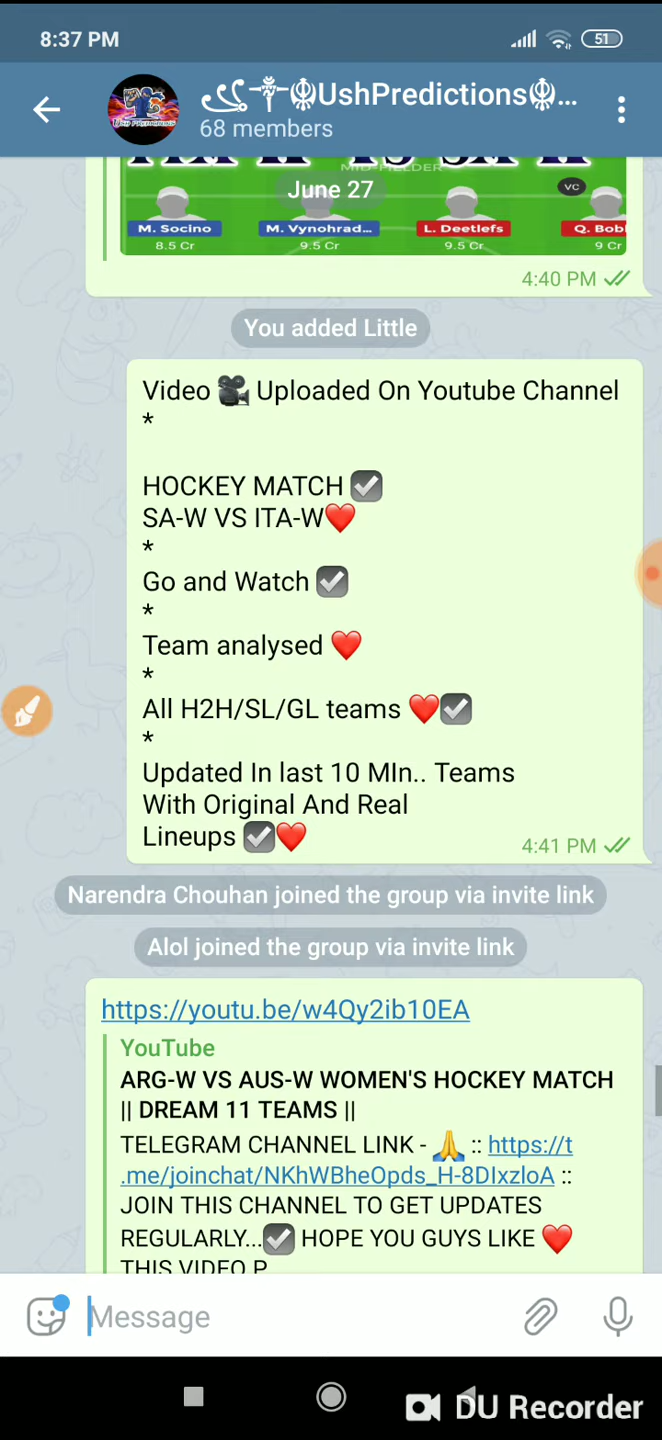 8:37 PM
51
UshPredictions
68 members
MID-FIELDER
June 27
VC
M. Socino
M. Vynohrad...
L. Deetlefs
8.5 Cr
9.5 Cr
9.5 Cr
9 Cr
4:40 PM
You added Little
Video 🎥 Uploaded On Youtube Channel
*
HOCKEY MATCH ☑️
SA-W VS ITA-W❤️
*
Go and Watch ☑️
*
Team analysed ❤️
*
All H2H/SL/GL teams ❤️☑️
*
Updated In last 10 MIn.. Teams
With Original And Real
Lineups ☑️❤️
4:41 PM
Narendra Chouhan joined the group via invite link
Alol joined the group via invite link
https://youtu.be/w4Qy2ib10EA
YouTube
ARG-W VS AUS-W WOMEN'S HOCKEY MATCH
|| DREAM 11 TEAMS ||
TELEGRAM CHANNEL LINK - 🙏 :: https://t
.me/joinchat/NKhWBheOpds_H-8DIxzloA ::
JOIN THIS CHANNEL TO GET UPDATES
REGULARLY...☑️ HOPE YOU GUYS LIKE ❤️
THIS VIDEO P
Message
DU Recorder